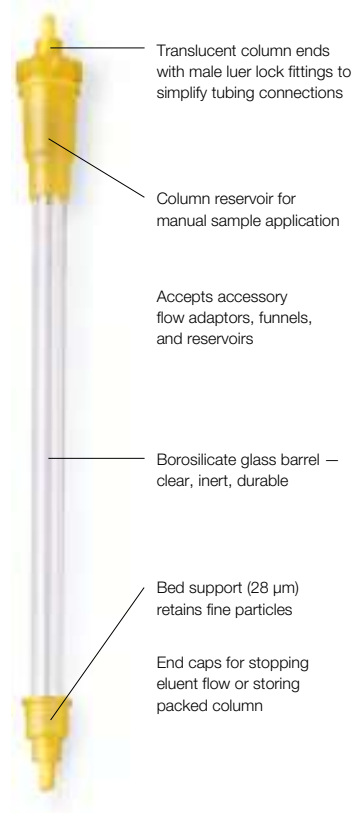 Translucent column ends
with male luer lock fittings to
simplify tubing connections
Column reservoir for
manual sample application
Accepts accessory
flow adaptors, funnels,
and reservoirs
Borosilicate glass barrel —
clear, inert, durable
Bed support (28 µm)
retains fine particles
End caps for stopping
eluent flow or storing
packed column